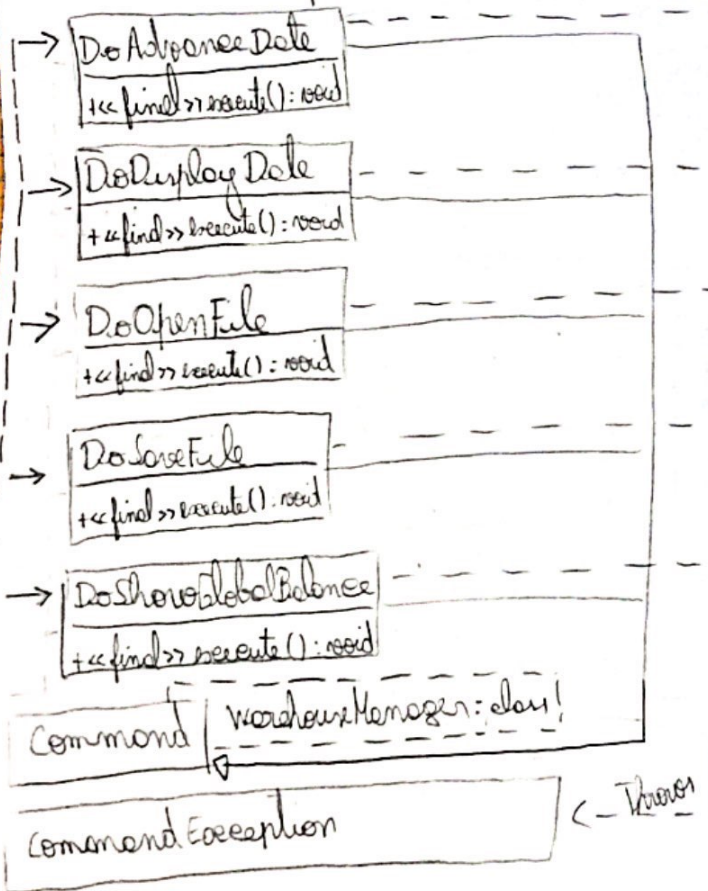 DoAdvanceDate
+<<final>> execute(): void
DoDisplayDate
+<<final>> execute(): void
DoOpenFile
+<<final>> execute(): void
DoSaveFile
+<<final>> execute(): void
DoShowGlobalBalance
+<<final>> execute(): void
Command
WarehouseManager: class
CommandException
Throws